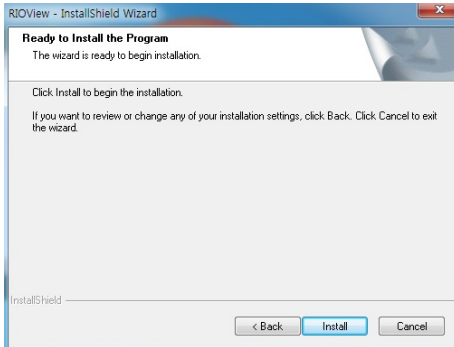 RIOView - InstallShield Wizard
Ready to Install the Program
The wizard is ready to begin installation.
Click Install to begin the installation.
If you want to review or change any of your installation settings, click Back. Click Cancel to exit
the wizard.
InstallShield
< Back
Install
Cancel